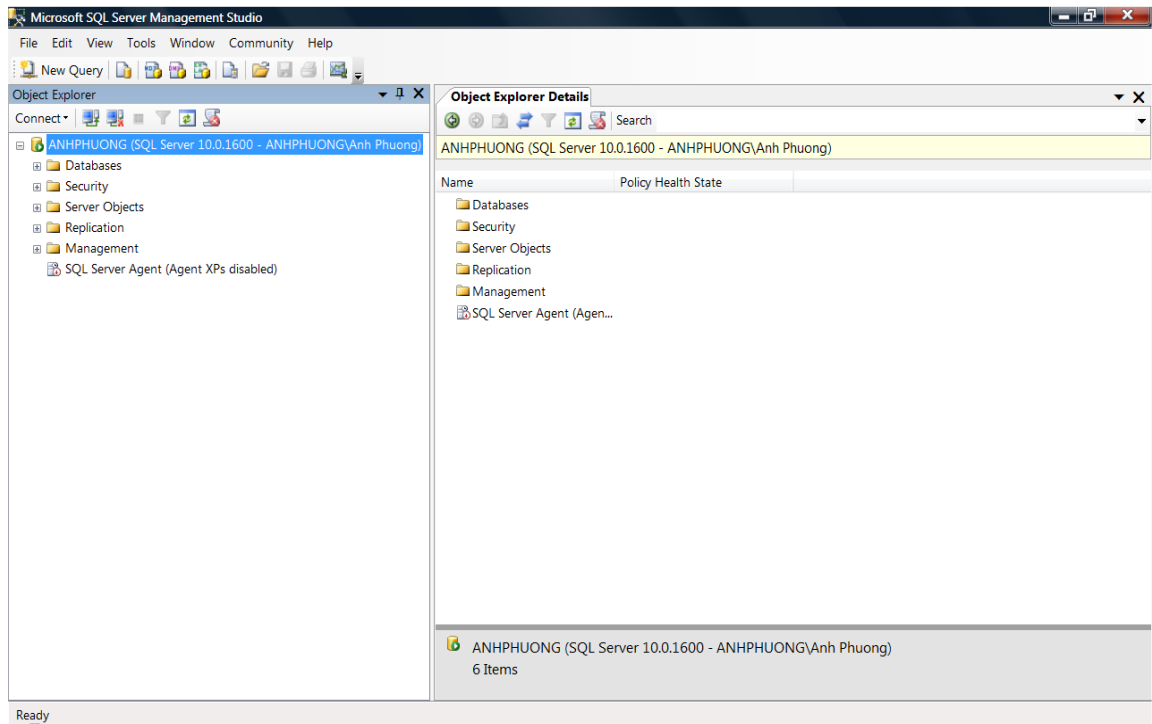 Microsoft SQL Server Management Studio
File Edit View Tools Window Community Help
New Query
Object Explorer
Connect
ANHPHUONG (SQL Server 10.0.1600 - ANHPHUONG\Anh Phuong)
Databases
Security
Server Objects
Replication
Management
SQL Server Agent (Agent XPs disabled)
Object Explorer Details
Search
ANHPHUONG (SQL Server 10.0.1600 - ANHPHUONG\Anh Phuong)
Name Policy Health State
Databases
Security
Server Objects
Replication
Management
SQL Server Agent (Agen...
ANHPHUONG (SQL Server 10.0.1600 - ANHPHUONG\Anh Phuong)
6 Items
Ready